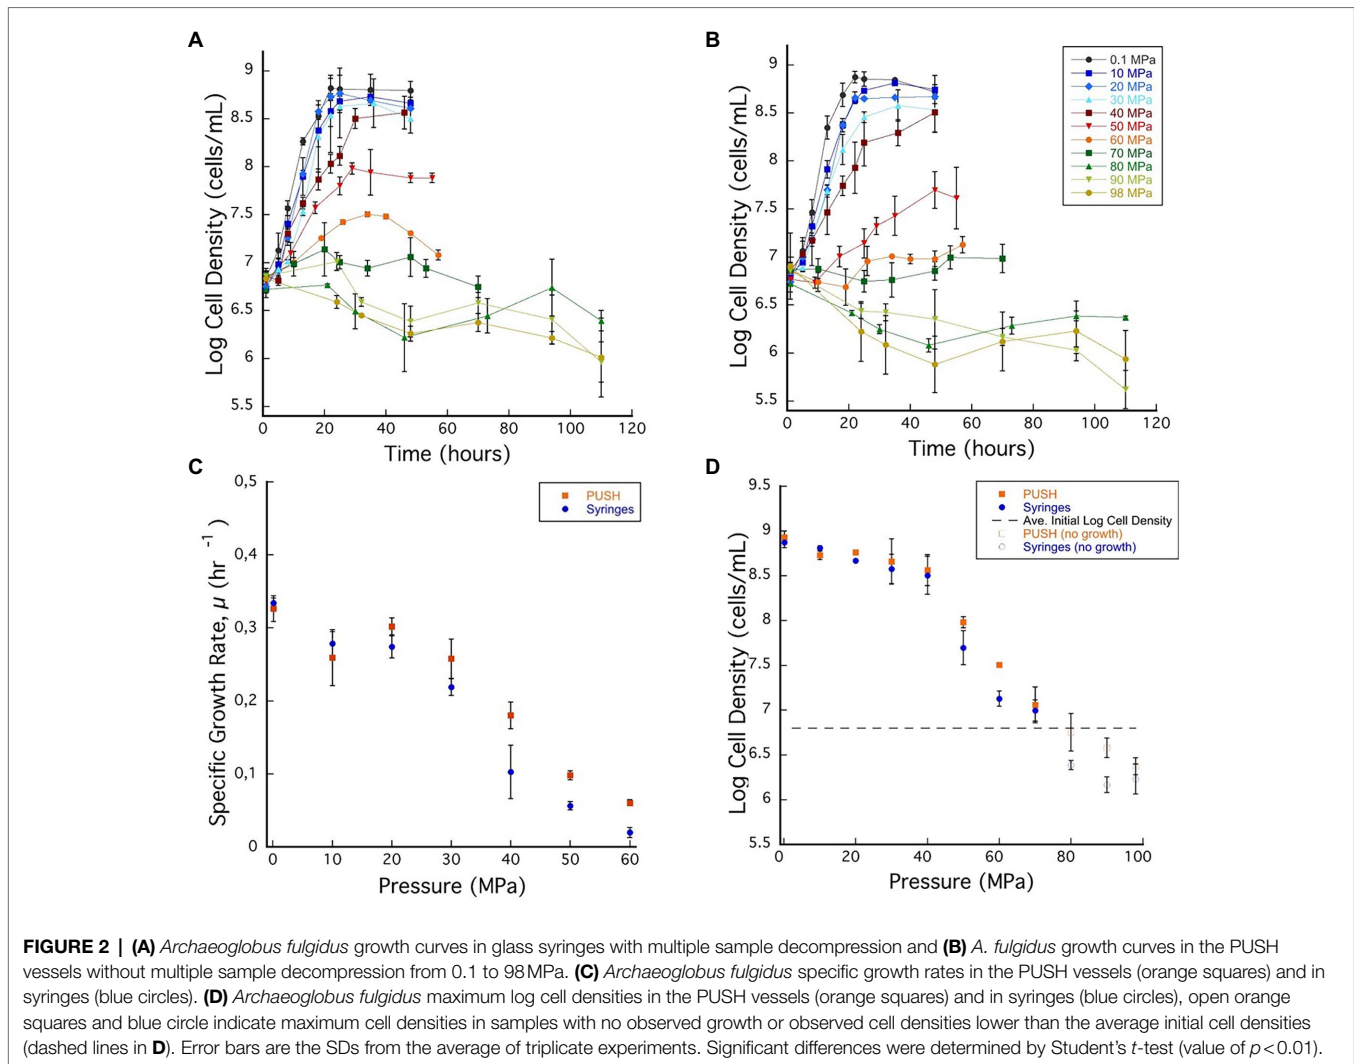 A
9
8.5
8
7.5
7
6.5
6
5.5
Log Cell Density (cells/mL)
0 20 40 60 80 100 120
Time (hours)
B
9
8.5
8
7.5
7
6.5
6
5.5
Log Cell Density (cells/mL)
0 20 40 60 80 100 120
Time (hours)
0.1 MPa
10 MPa
20 MPa
30 MPa
40 MPa
50 MPa
60 MPa
70 MPa
80 MPa
90 MPa
98 MPa
C
0,5
0,4
0,3
0,2
0,1
0
Specific Growth Rate, μ (hr -1)
0 10 20 30 40 50 60
Pressure (MPa)
PUSH
Syringes
D
9.5
9
8.5
8
7.5
7
6.5
6
5.5
Log Cell Density (cells/mL)
0 20 40 60 80 100
Pressure (MPa)
PUSH
Syringes
Ave. Initial Log Cell Density
PUSH (no growth)
Syringes (no growth)
FIGURE 2 | (A) Archaeoglobus fulgidus growth curves in glass syringes with multiple sample decompression and (B) A. fulgidus growth curves in the PUSH
vessels without multiple sample decompression from 0.1 to 98 MPa. (C) Archaeoglobus fulgidus specific growth rates in the PUSH vessels (orange squares) and in
syringes (blue circles). (D) Archaeoglobus fulgidus maximum log cell densities in the PUSH vessels (orange squares) and in syringes (blue circles), open orange
squares and blue circle indicate maximum cell densities in samples with no observed growth or observed cell densities lower than the average initial cell densities
(dashed lines in D). Error bars are the SDs from the average of triplicate experiments. Significant differences were determined by Student's t-test (value of p < 0.01).